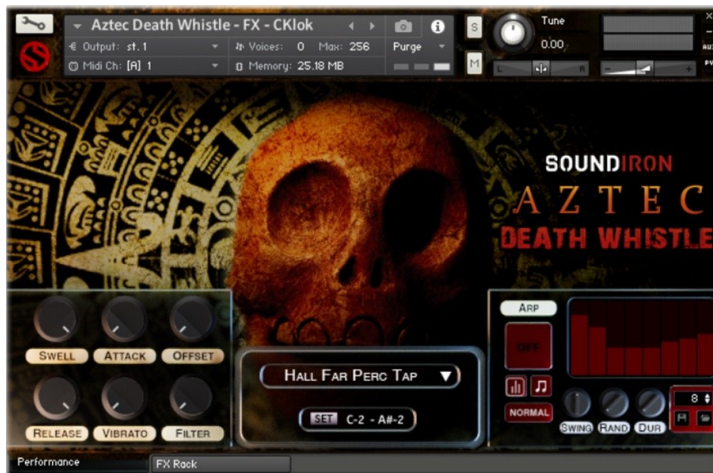 Aztec Death Whistle - FX - CKlok
Output: st. 1 Voices: 0 Max: 256 Purge
Midi Ch: [A] 1 Memory: 25.18 MB
S
M
Tune
0.00
L R
- +
AUX
PV
SOUNDIRON
AZTEC
DEATH WHISTLE
SWELL ATTACK OFFSET
RELEASE VIBRATO FILTER
HALL FAR PERC TAP
SET C-2 - A#-2
ARP
OFF
NORMAL
SWING RAND DUR
8
Performance FX Rack